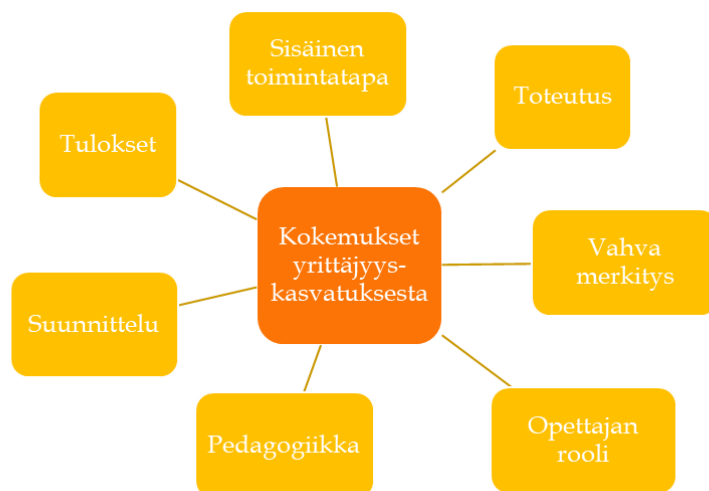 Sisäinen
toimintatapa
Toteutus
Tulokset
Kokemukset
yrittäjyys-
kasvatuksesta
Vahva
merkitys
Suunnittelu
Pedagogiikka
Opettajan
rooli